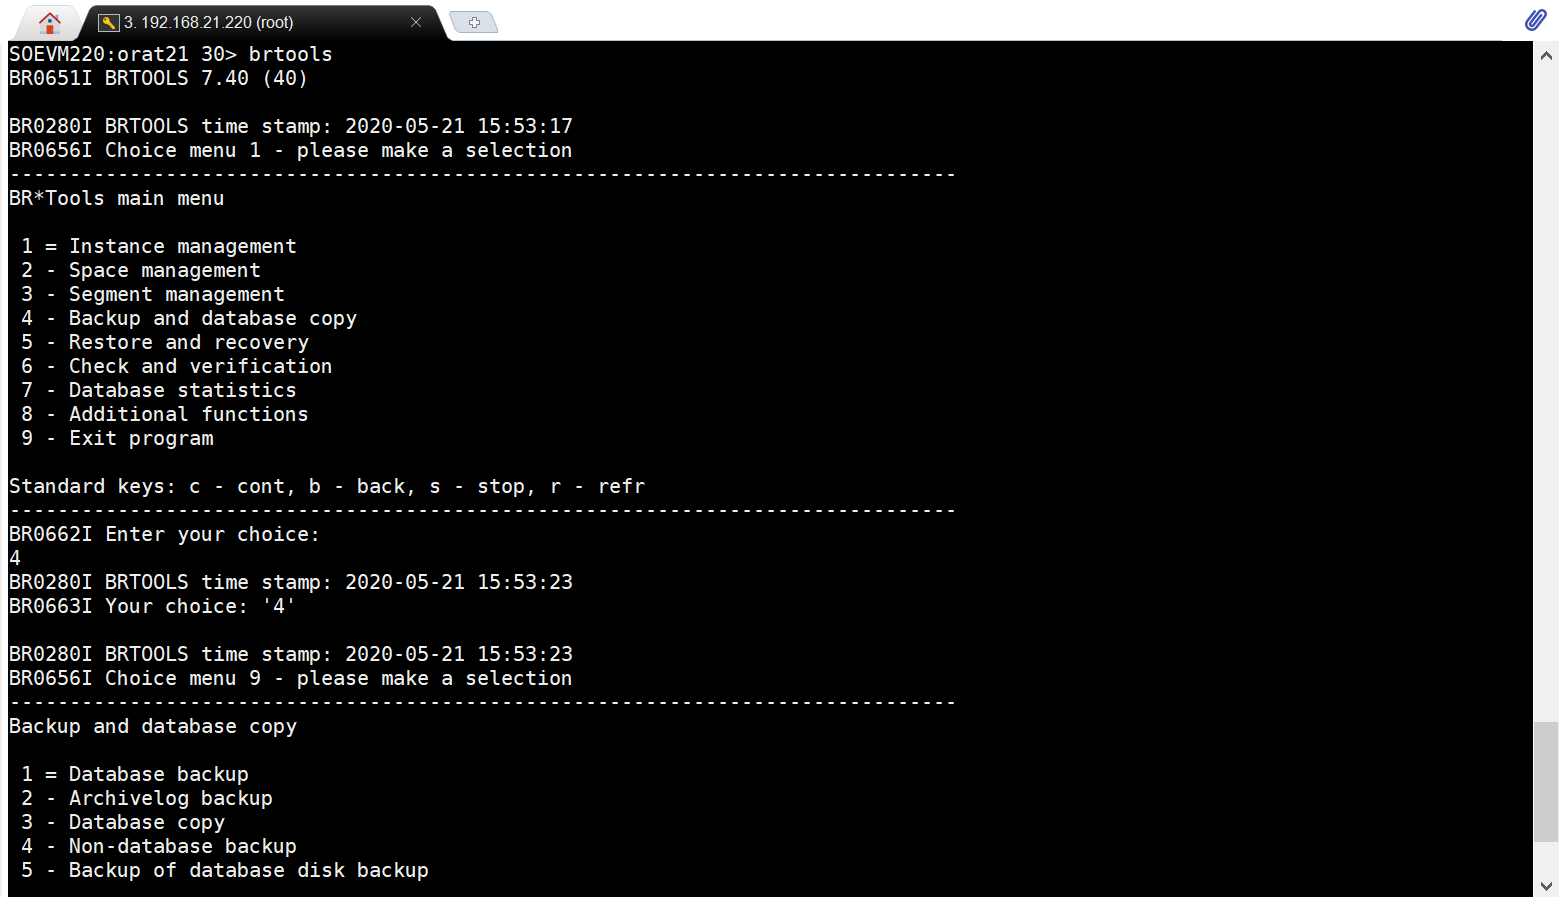 3. 192.168.21.220 (root)
SOEVM220:orat21 30> brtools
BR0651I BRTOOLS 7.40 (40)
BR0280I BRTOOLS time stamp: 2020-05-21 15:53:17
BR0656I Choice menu 1 - please make a selection
-------------------------------------------------------------------------------
BR*Tools main menu
1 = Instance management
2 - Space management
3 - Segment management
4 - Backup and database copy
5 - Restore and recovery
6 - Check and verification
7 - Database statistics
8 - Additional functions
9 - Exit program
Standard keys: c - cont, b - back, s - stop, r - refr
-------------------------------------------------------------------------------
BR0662I Enter your choice:
4
BR0280I BRTOOLS time stamp: 2020-05-21 15:53:23
BR0663I Your choice: '4'
BR0280I BRTOOLS time stamp: 2020-05-21 15:53:23
BR0656I Choice menu 9 - please make a selection
-------------------------------------------------------------------------------
Backup and database copy
1 = Database backup
2 - Archivelog backup
3 - Database copy
4 - Non-database backup
5 - Backup of database disk backup